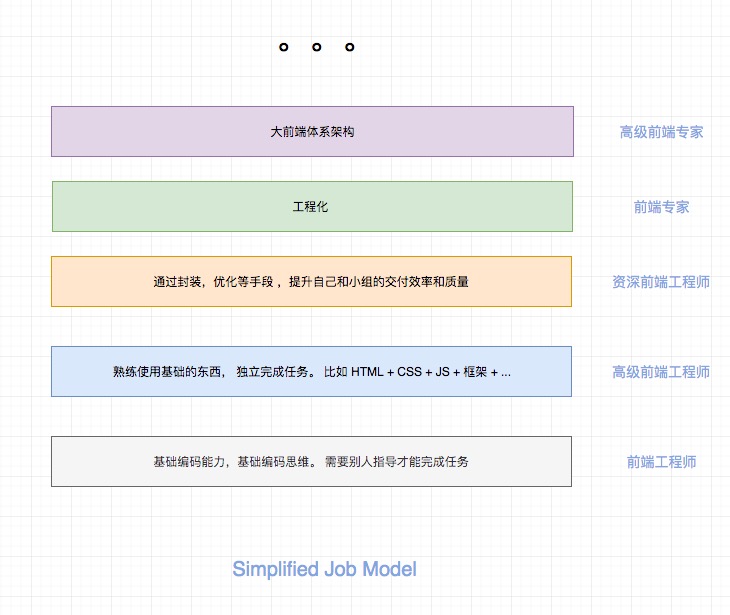 大前端体系架构 高级前端专家
工程化 前端专家
通过封装，优化等手段 ，提升自己和小组的交付效率和质量 资深前端工程师
熟练使用基础的东西， 独立完成任务。 比如 HTML + CSS + JS + 框架 + ... 高级前端工程师
基础编码能力，基础编码思维。 需要别人指导才能完成任务 前端工程师
Simplified Job Model